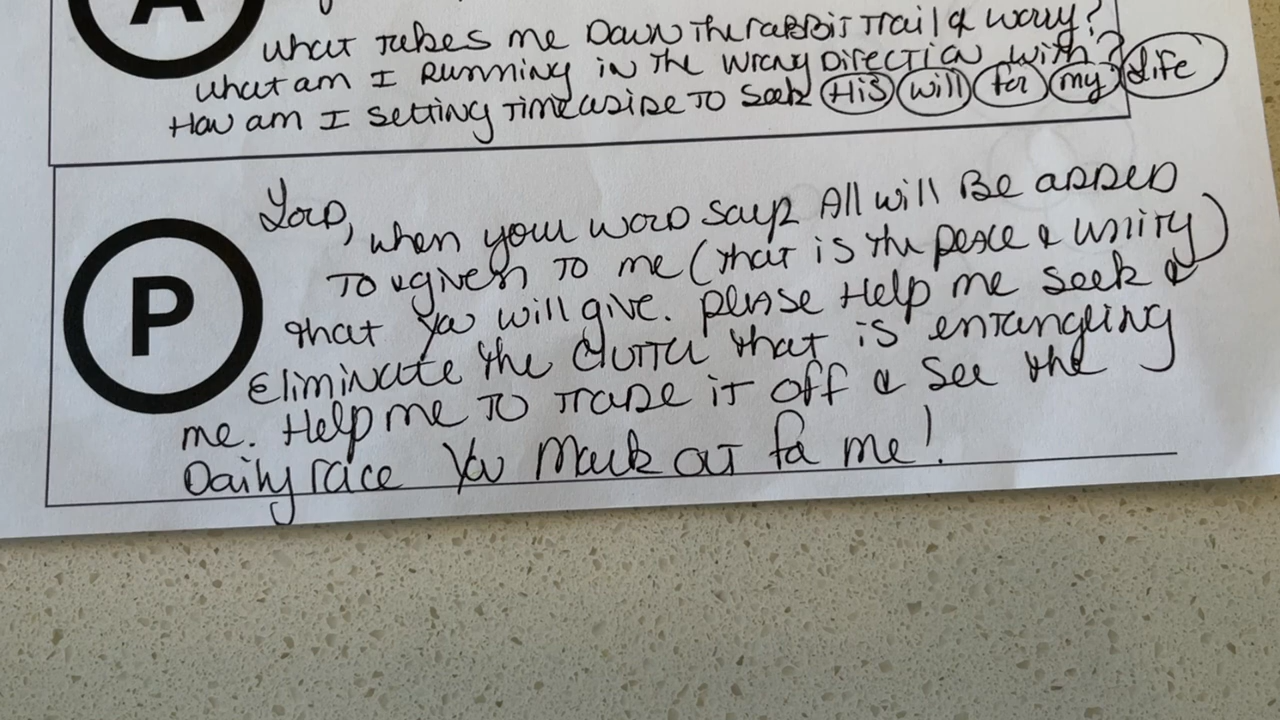 A
What takes me Down The raBBit Trail & worry?
what am I Running in The wrong Direction with?
How am I setting Time aside To Seek His will for my Life
P
Lord, when your word says All will Be added
To & given To me (that is the peace & unity)
that you will give. please Help me seek &
Eliminate the clutter that is entangling
me. Help me To Trade it off & See the
Daily race You Mark out for me!